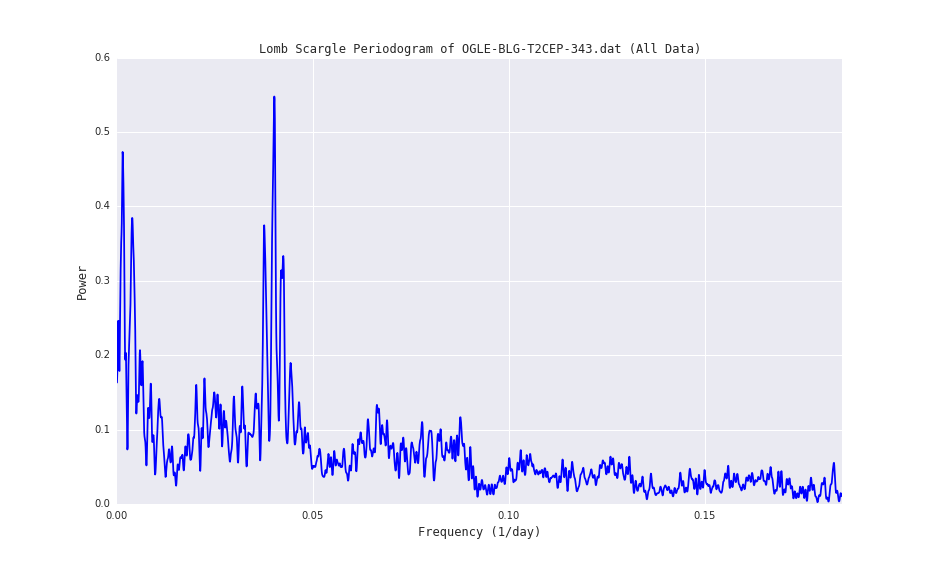 Lomb Scargle Periodogram of OGLE-BLG-T2CEP-343.dat (All Data)
0.6
0.5
0.4
0.3
0.2
0.1
0.0
Power
0.00 0.05 0.10 0.15
Frequency (1/day)